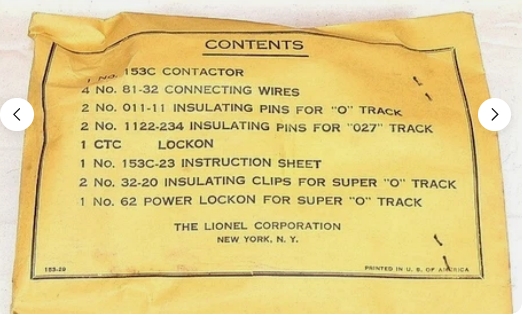 CONTENTS
1 No. 153C CONTACTOR
4 No. 81-32 CONNECTING WIRES
2 No. 011-11 INSULATING PINS FOR "O" TRACK
2 No. 1122-234 INSULATING PINS FOR "027" TRACK
1 CTC LOCKON
1 No. 153C-23 INSTRUCTION SHEET
2 No. 32-20 INSULATING CLIPS FOR SUPER "O" TRACK
1 No. 62 POWER LOCKON FOR SUPER "O" TRACK
THE LIONEL CORPORATION
NEW YORK, N. Y.
PRINTED IN U. S. OF AMERICA